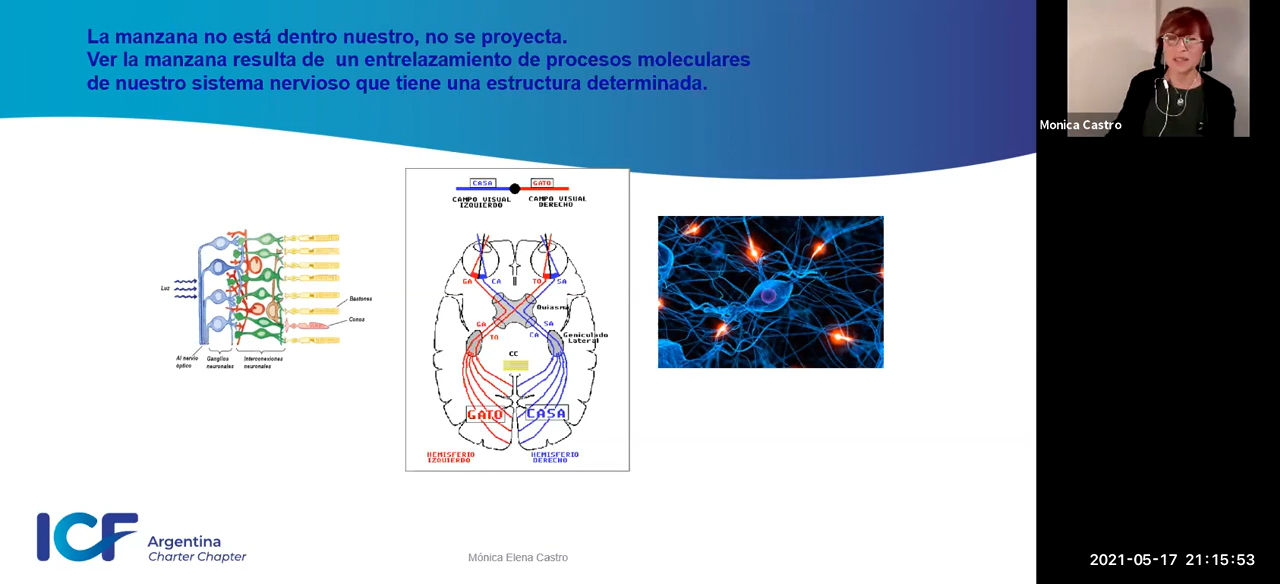 La manzana no está dentro nuestro, no se proyecta.
Ver la manzana resulta de un entrelazamiento de procesos moleculares
de nuestro sistema nervioso que tiene una estructura determinada.
Monica Castro
CASA
GATO
CAMPO VISUAL
IZQUIERDO
CAMPO VISUAL
DERECHO
GA
CA
TO
SA
Quiasma
GA
SA
CA
TO
Geniculado
Lateral
CC
GATO
CASA
HEMISFERIO
IZQUIERDO
HEMISFERIO
DERECHO
Luz
Bastones
Conos
Al nervio
optico
Ganglios
neuronales
Interconexiones
neuronales
ICF
Argentina
Charter Chapter
Mónica Elena Castro
2021-05-17 21:15:53